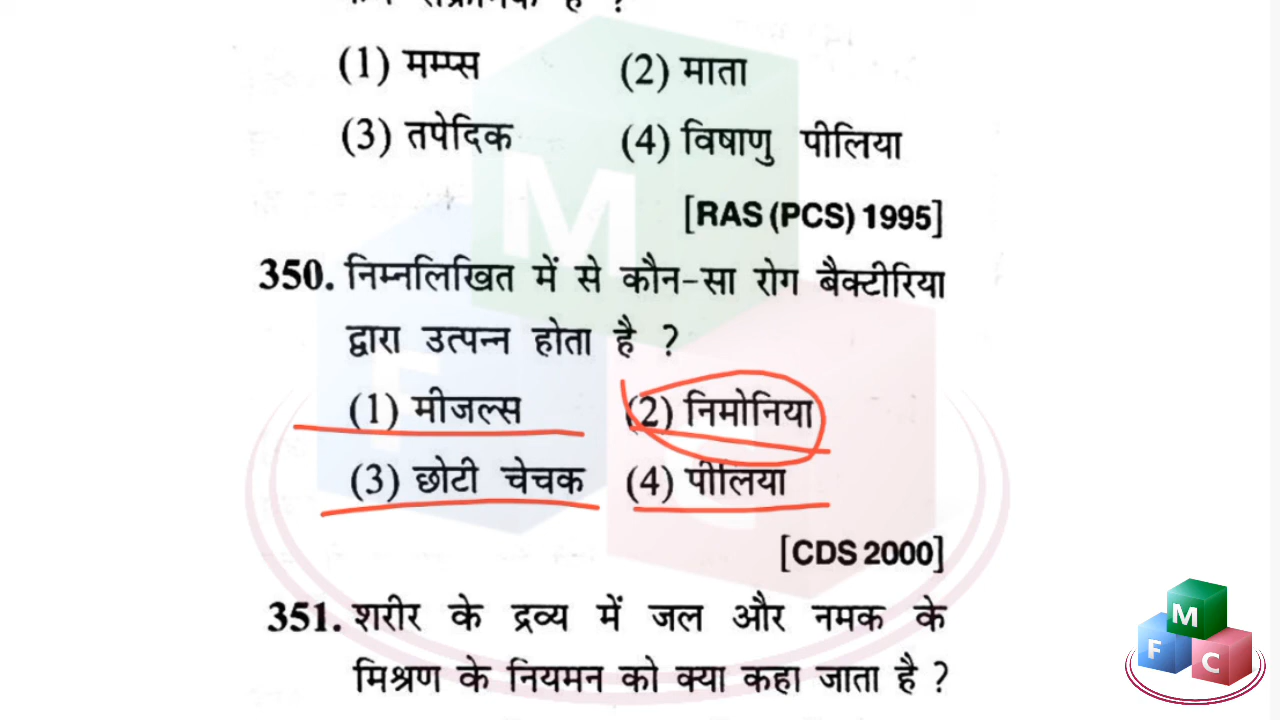 है ?
(1) मम्प्स (2) माता
(3) तपेदिक (4) विषाणु पीलिया
[RAS (PCS) 1995]
350. निम्नलिखित में से कौन-सा रोग बैक्टीरिया
द्वारा उत्पन्न होता है ?
(1) मीजल्स (2) निमोनिया
(3) छोटी चेचक (4) पीलिया
[CDS 2000]
351. शरीर के द्रव्य में जल और नमक के
मिश्रण के नियमन को क्या कहा जाता है ?
M
F
C
M
F
C